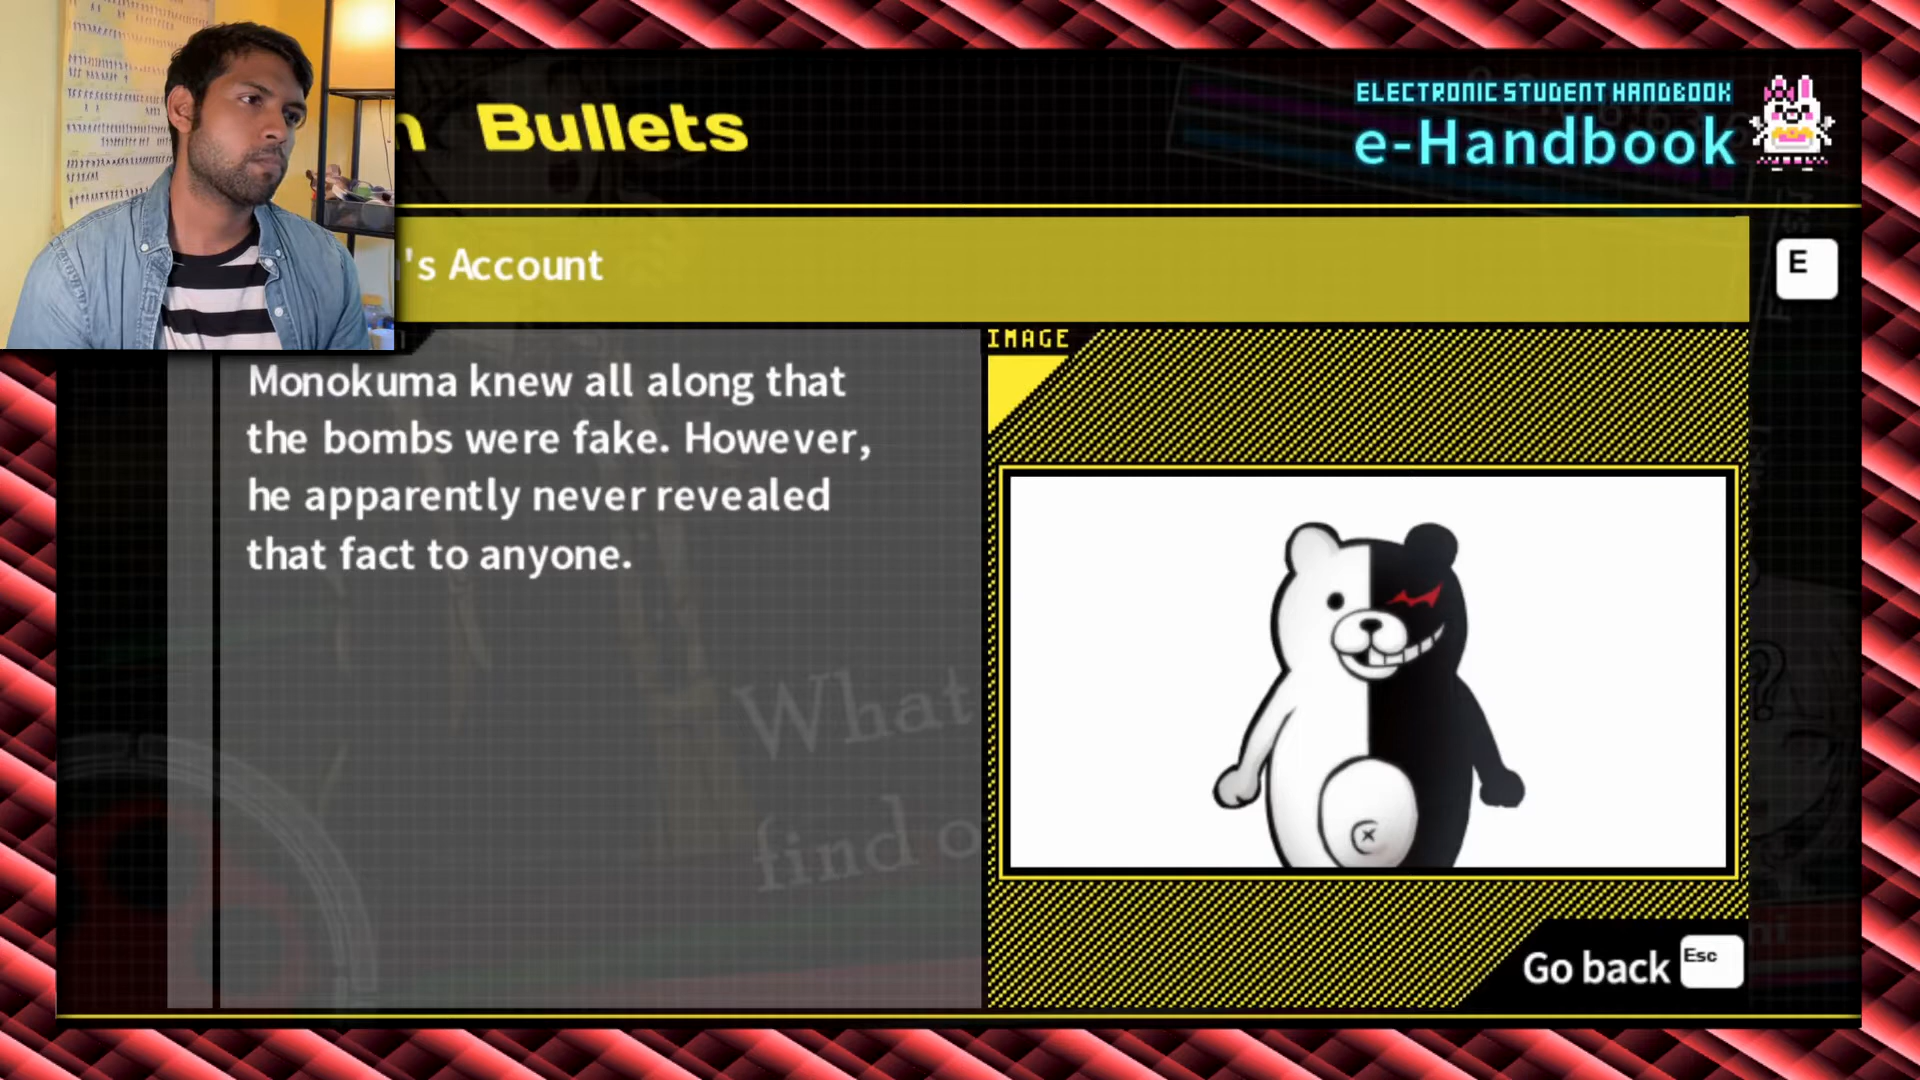 n Bullets
ELECTRONIC STUDENT HANDBOOK
e-Handbook
's Account
E
IMAGE
Monokuma knew all along that
the bombs were fake. However,
he apparently never revealed
that fact to anyone.
What
find o
Go back Esc